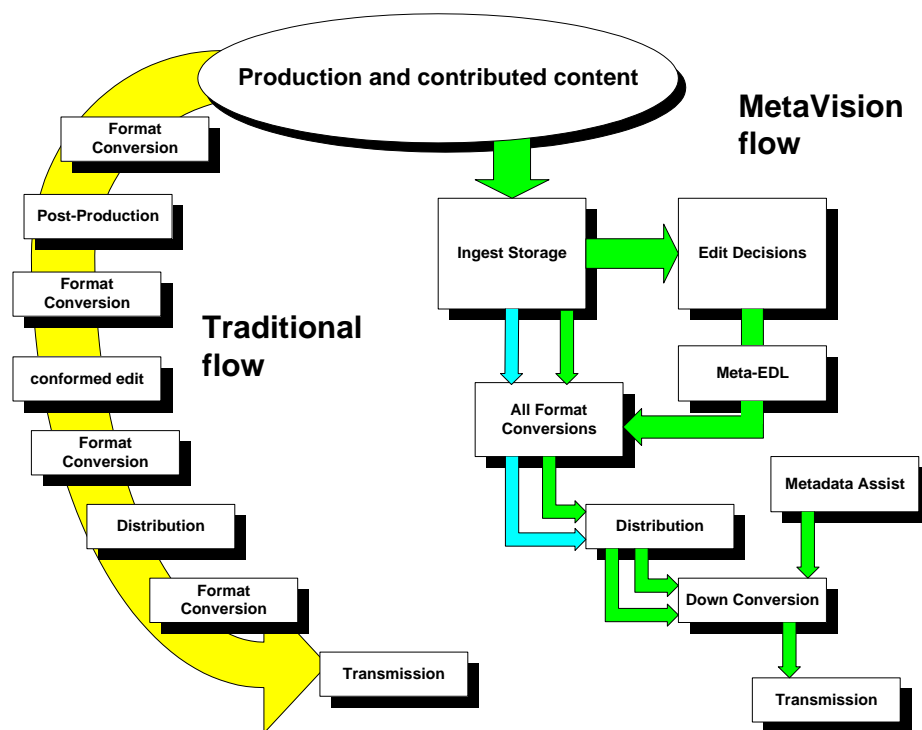 Production and contributed content
MetaVision
flow
Format
Conversion
Post-Production
Format
Conversion
Traditional
flow
conformed edit
Format
Conversion
Distribution
Format
Conversion
Transmission
Ingest Storage
Edit Decisions
Meta-EDL
All Format
Conversions
Metadata Assist
Distribution
Down Conversion
Transmission